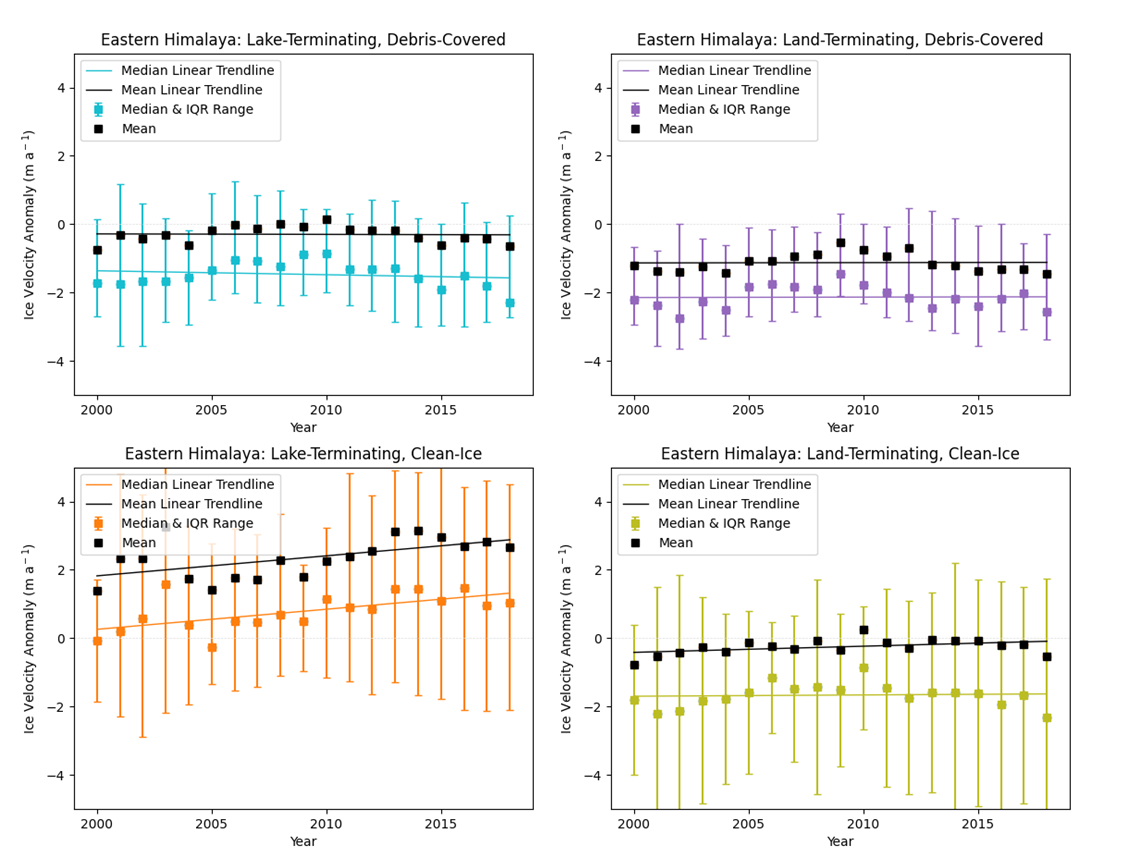 Eastern Himalaya: Lake-Terminating, Debris-Covered
Median Linear Trendline
Mean Linear Trendline
Median & IQR Range
Mean
Ice Velocity Anomaly (m a⁻¹)
4
2
0
−2
−4
2000 2005 2010 2015
Year
Eastern Himalaya: Land-Terminating, Debris-Covered
Median Linear Trendline
Mean Linear Trendline
Median & IQR Range
Mean
Ice Velocity Anomaly (m a⁻¹)
4
2
0
−2
−4
2000 2005 2010 2015
Year
Eastern Himalaya: Lake-Terminating, Clean-Ice
Median Linear Trendline
Mean Linear Trendline
Median & IQR Range
Mean
Ice Velocity Anomaly (m a⁻¹)
4
2
0
−2
−4
2000 2005 2010 2015
Year
Eastern Himalaya: Land-Terminating, Clean-Ice
Median Linear Trendline
Mean Linear Trendline
Median & IQR Range
Mean
Ice Velocity Anomaly (m a⁻¹)
4
2
0
−2
−4
2000 2005 2010 2015
Year